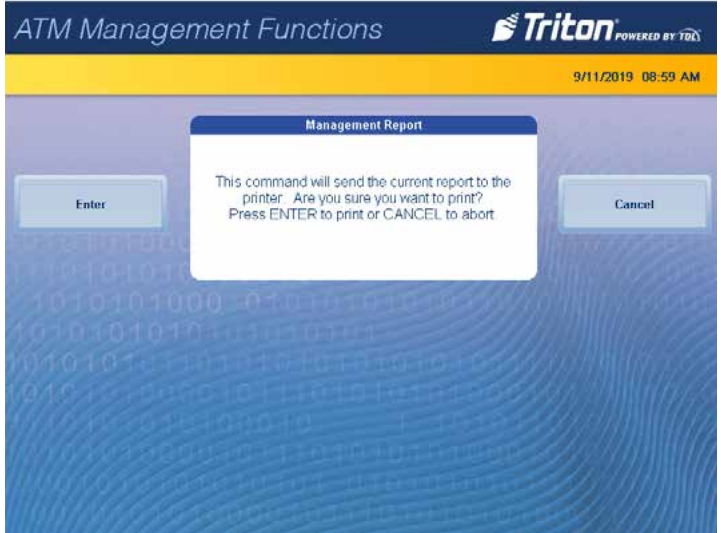 ATM Management Functions
Triton POWERED BY TDL
9/11/2019 08:59 AM
Management Report
This command will send the current report to the
printer. Are you sure you want to print?
Press ENTER to print or CANCEL to abort
Enter
Cancel